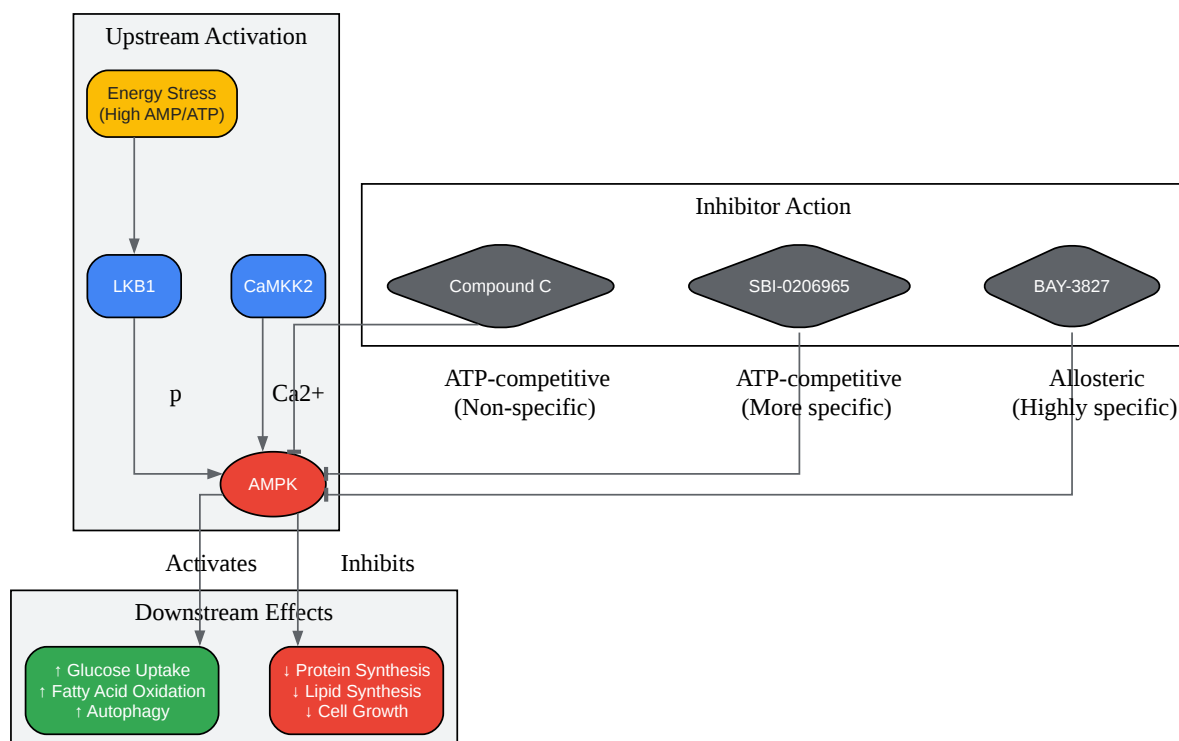 Upstream Activation
Energy Stress
(High AMP/ATP)
Inhibitor Action
LKB1
CaMKK2
Compound C
SBI-0206965
BAY-3827
p
Ca2+
ATP-competitive
(Non-specific)
ATP-competitive
(More specific)
Allosteric
(Highly specific)
AMPK
Activates
Inhibits
Downstream Effects
↑ Glucose Uptake
↑ Fatty Acid Oxidation
↑ Autophagy
↓ Protein Synthesis
↓ Lipid Synthesis
↓ Cell Growth